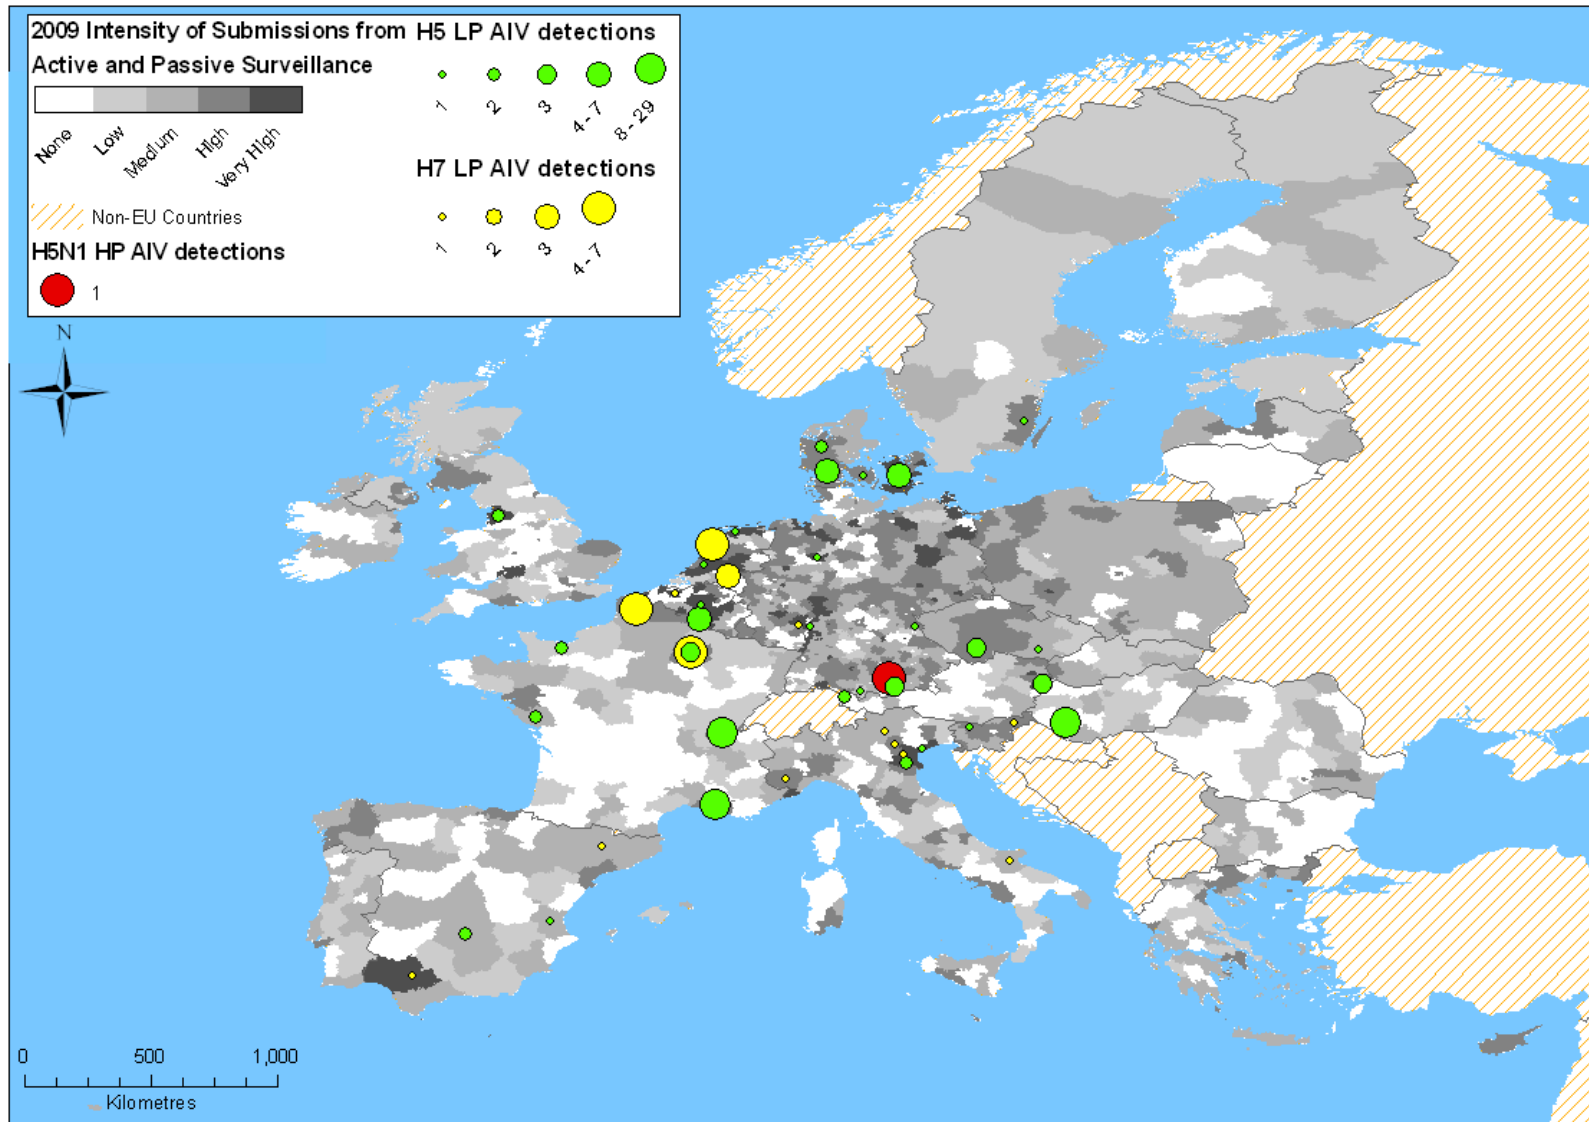 2009 Intensity of Submissions from
Active and Passive Surveillance
None
Low
Medium
High
Very High
Non-EU Countries
H5N1 HP AIV detections
1
H5 LP AIV detections
1
2
3
4 - 7
8 - 29
H7 LP AIV detections
1
2
3
4 - 7
N
0 500 1,000
Kilometres